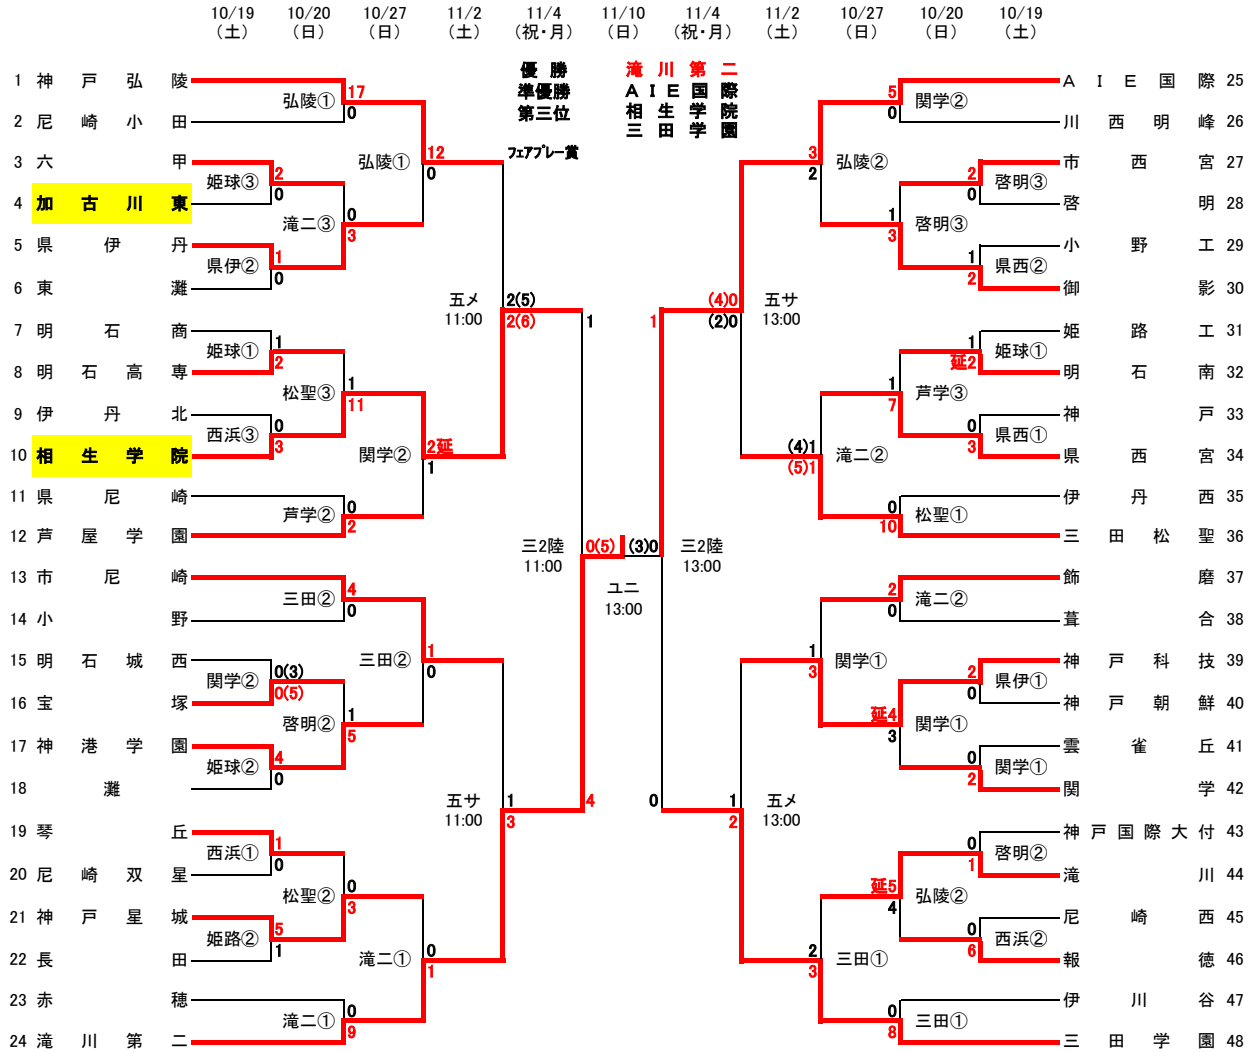 10/19 10/20 10/27 11/2 11/4 11/10 11/4 11/2 10/27 10/20 10/19
（土） （日） （日） （土） （祝・月） （日） （祝・月） （土） （日） （日） （土）
優勝 滝川第二
準優勝 ＡＩＥ国際
第三位 相生学院
三田学園
フェアプレー賞
1 神戸弘陵
弘陵① 17 0
2 尼崎小田
弘陵① 12 0
3 六甲
姫球③ 2 0
4 加古川東
滝二③ 0 3
5 県伊丹
県伊② 1 0
6 東灘
五メ 2(5)
11:00 2(6)
7 明石商
姫球① 1 2
8 明石高専
松聖③ 1 11
9 伊丹北
西浜③ 0 3
10 相生学院
関学② 2延 1
11 県尼崎
芦学② 0 2
12 芦屋学園
三2陸 1
11:00 4
13 市尼崎
三田② 4 0
14 小野
三田② 1 0
15 明石城西
関学② 0(3) 0(5)
16 宝塚
啓明② 1 5
17 神港学園
姫球② 4 0
18 灘
五サ 1
11:00 3
19 琴丘
西浜① 1 0
20 尼崎双星
松聖② 0 3
21 神戸星城
姫路② 5 1
22 長田
滝二① 0 1
23 赤穂
滝二① 0 9
24 滝川第二
0(5) (3)0
ユニ
13:00
ＡＩＥ国際 25
5 0 関学②
川西明峰 26
3 2 弘陵②
市西宮 27
2 0 啓明③
啓明 28
1 3 啓明③
小野工 29
1 2 県西②
御影 30
(4)0 五サ
(2)0 13:00
姫路工 31
1 延2 姫球①
明石南 32
1 7 芦学③
神戸 33
0 3 県西①
県西宮 34
(4)1 (5)1 滝二②
伊丹西 35
0 10 松聖①
三田松聖 36
1 三2陸
0 13:00
飾磨 37
2 0 滝二②
葺合 38
1 3 関学①
神戸科技 39
2 0 県伊①
神戸朝鮮 40
延4 3 関学①
雲雀丘 41
0 2 関学①
関学 42
1 五メ
2 13:00
神戸国際大付 43
0 1 啓明②
滝川 44
延5 4 弘陵②
尼崎西 45
0 6 西浜②
報徳 46
2 3 三田①
伊川谷 47
0 8 三田①
三田学園 48